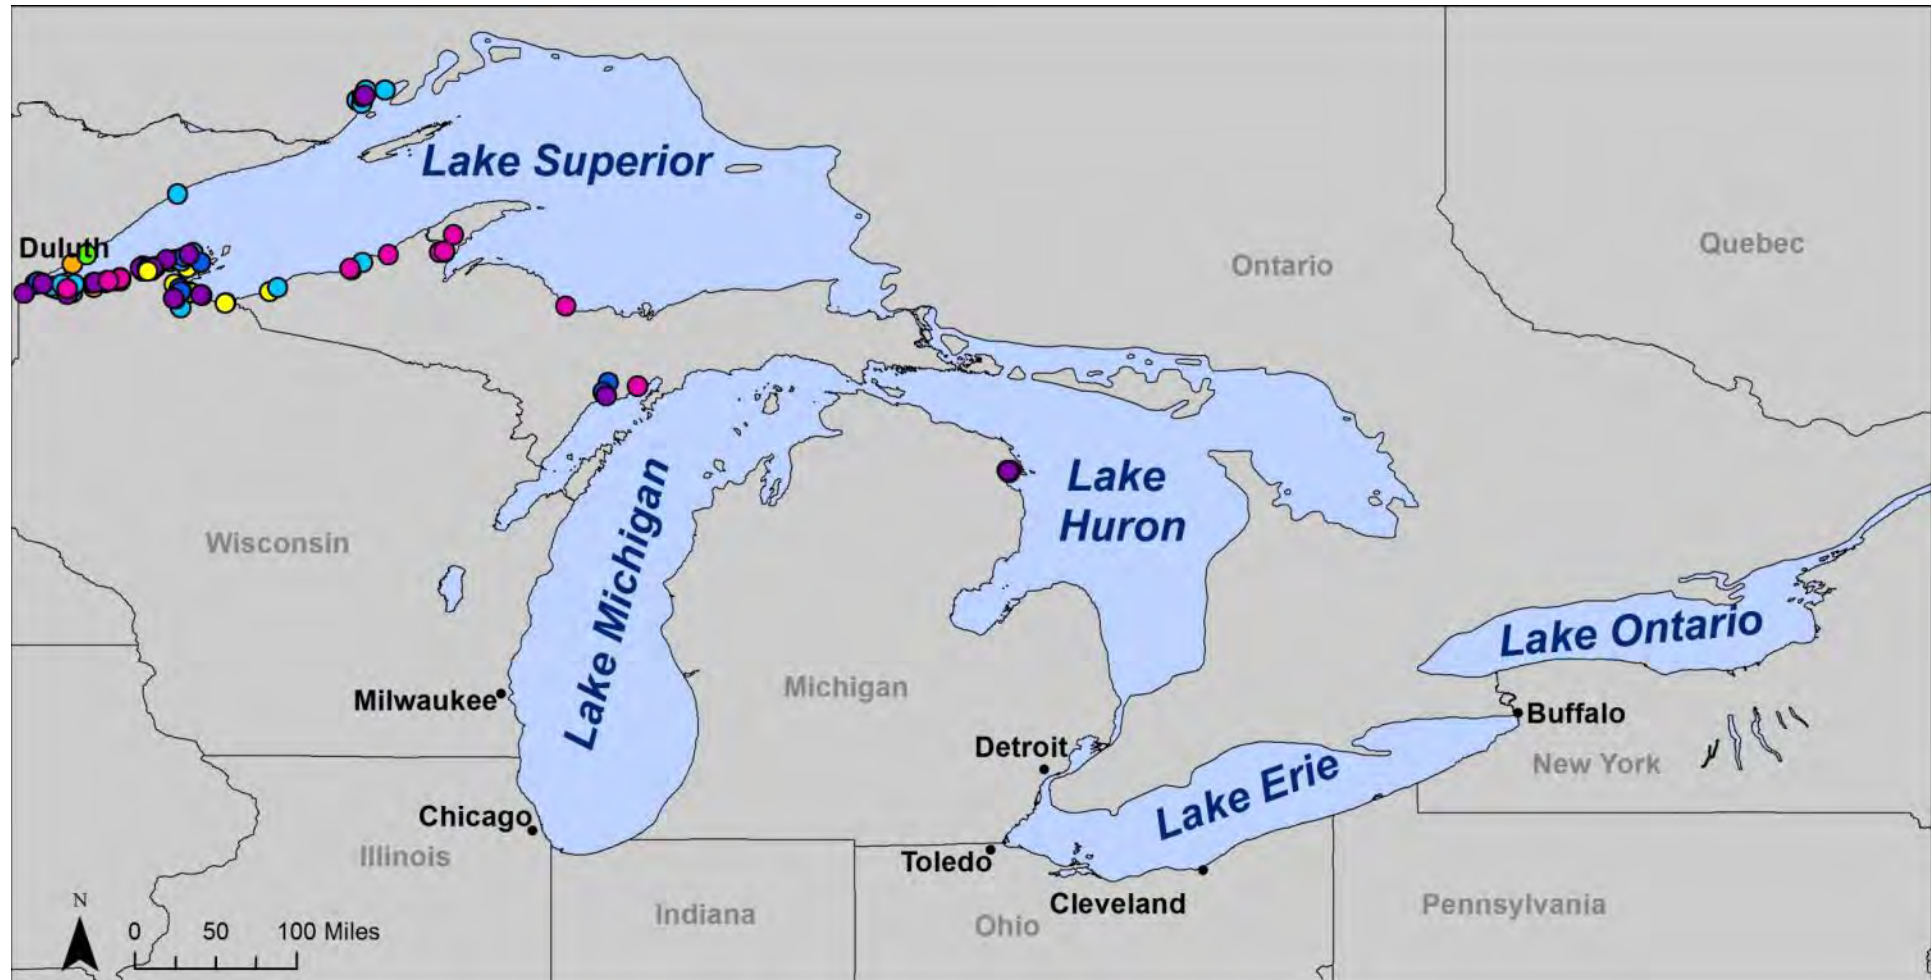 Lake Superior
Duluth
Quebec
Ontario
Lake
Huron
Lake Michigan
Wisconsin
Lake Ontario
Michigan
Milwaukee
Buffalo
Detroit
New York
Lake Erie
Chicago
Illinois
Toledo
Cleveland
Pennsylvania
Indiana
Ohio
N
0 50 100 Miles